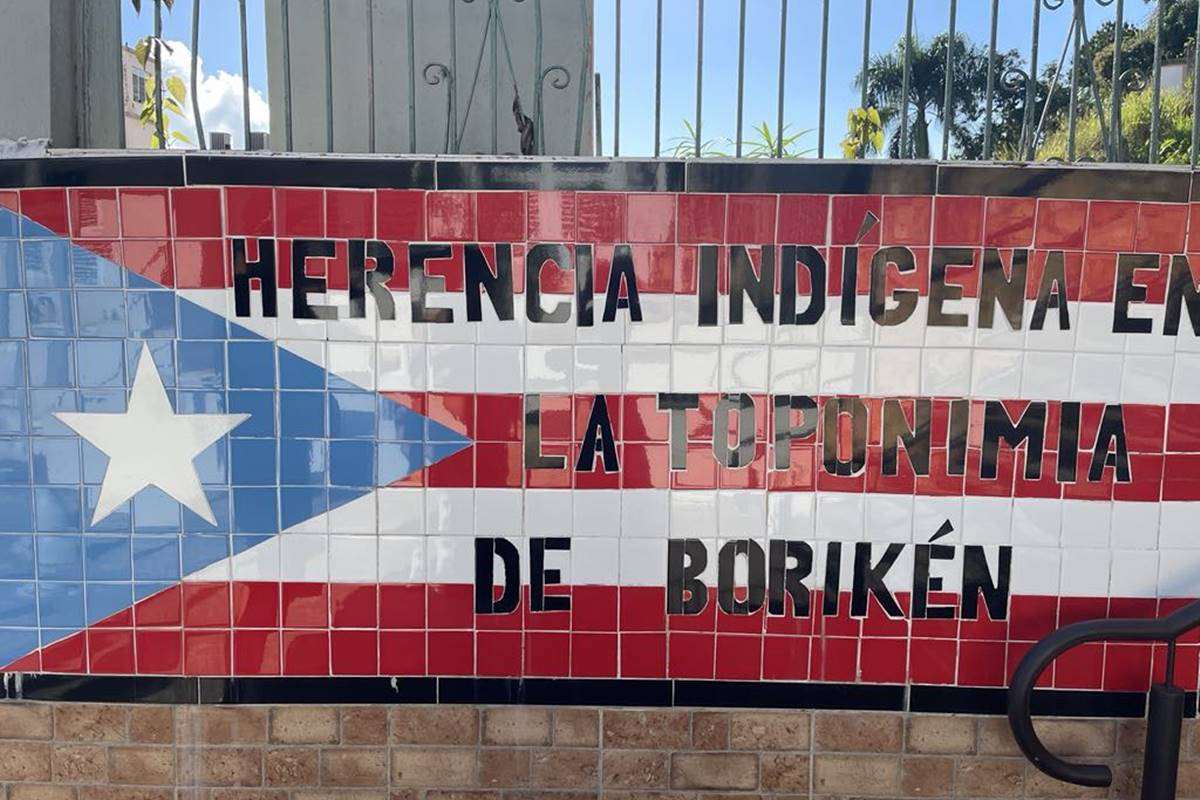 HERENCIA INDÍGENA EN
LA TOPONIMIA
DE BORIKÉN